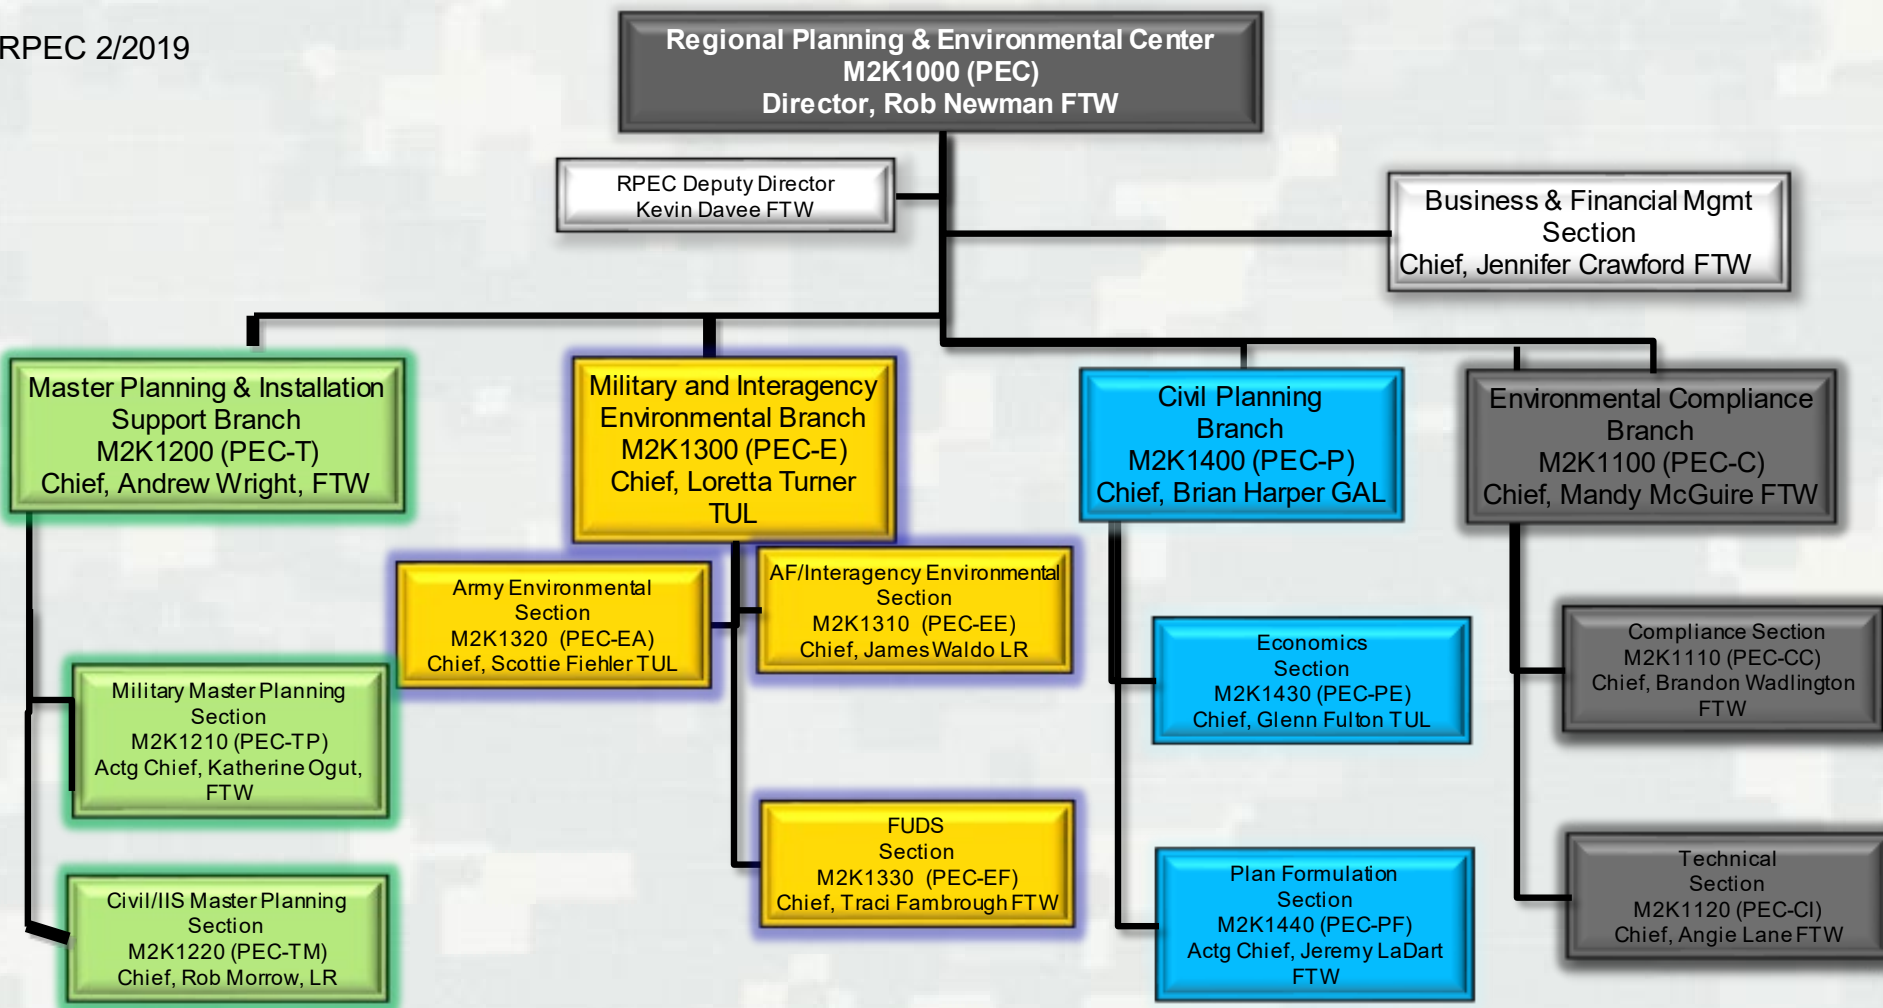 RPEC 2/2019
Regional Planning & Environmental Center
M2K1000 (PEC)
Director, Rob Newman FTW
RPEC Deputy Director
Kevin Davee FTW
Business & Financial Mgmt
Section
Chief, Jennifer Crawford FTW
Master Planning & Installation
Support Branch
M2K1200 (PEC-T)
Chief, Andrew Wright, FTW
Military and Interagency
Environmental Branch
M2K1300 (PEC-E)
Chief, Loretta Turner
TUL
Civil Planning
Branch
M2K1400 (PEC-P)
Chief, Brian Harper GAL
Environmental Compliance
Branch
M2K1100 (PEC-C)
Chief, Mandy McGuire FTW
Army Environmental
Section
M2K1320 (PEC-EA)
Chief, Scottie Fiehler TUL
AF/Interagency Environmental
Section
M2K1310 (PEC-EE)
Chief, James Waldo LR
Military Master Planning
Section
M2K1210 (PEC-TP)
Actg Chief, Katherine Ogut,
FTW
Economics
Section
M2K1430 (PEC-PE)
Chief, Glenn Fulton TUL
Compliance Section
M2K1110 (PEC-CC)
Chief, Brandon Wadlington
FTW
Civil/IIS Master Planning
Section
M2K1220 (PEC-TM)
Chief, Rob Morrow, LR
FUDS
Section
M2K1330 (PEC-EF)
Chief, Traci Fambrough FTW
Plan Formulation
Section
M2K1440 (PEC-PF)
Actg Chief, Jeremy LaDart
FTW
Technical
Section
M2K1120 (PEC-CI)
Chief, Angie Lane FTW